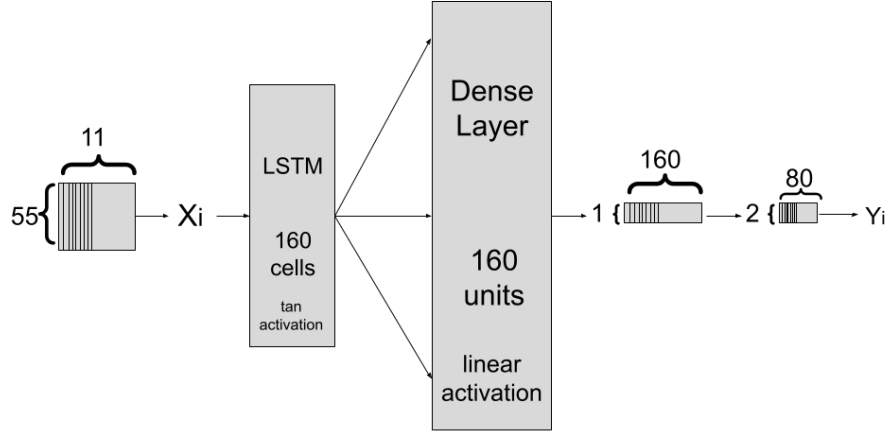 11
55
Xi
LSTM
160
cells
tan
activation
Dense
Layer
160
units
linear
activation
160
1
80
2
Yi